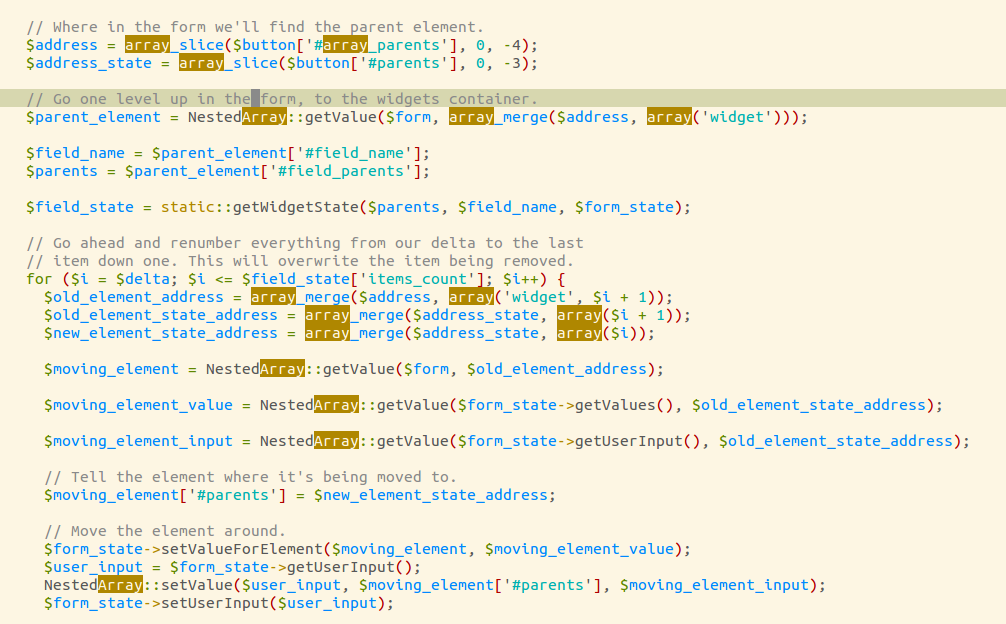 // Where in the form we'll find the parent element.
$address = array_slice($button['#array_parents'], 0, -4);
$address_state = array_slice($button['#parents'], 0, -3);
// Go one level up in the form, to the widgets container.
$parent_element = NestedArray::getValue($form, array_merge($address, array('widget')));
$field_name = $parent_element['#field_name'];
$parents = $parent_element['#field_parents'];
$field_state = static::getWidgetState($parents, $field_name, $form_state);
// Go ahead and renumber everything from our delta to the last
// item down one. This will overwrite the item being removed.
for ($i = $delta; $i <= $field_state['items_count']; $i++) {
$old_element_address = array_merge($address, array('widget', $i + 1));
$old_element_state_address = array_merge($address_state, array($i + 1));
$new_element_state_address = array_merge($address_state, array($i));
$moving_element = NestedArray::getValue($form, $old_element_address);
$moving_element_value = NestedArray::getValue($form_state->getValues(), $old_element_state_address);
$moving_element_input = NestedArray::getValue($form_state->getUserInput(), $old_element_state_address);
// Tell the element where it's being moved to.
$moving_element['#parents'] = $new_element_state_address;
// Move the element around.
$form_state->setValueForElement($moving_element, $moving_element_value);
$user_input = $form_state->getUserInput();
NestedArray::setValue($user_input, $moving_element['#parents'], $moving_element_input);
$form_state->setUserInput($user_input);